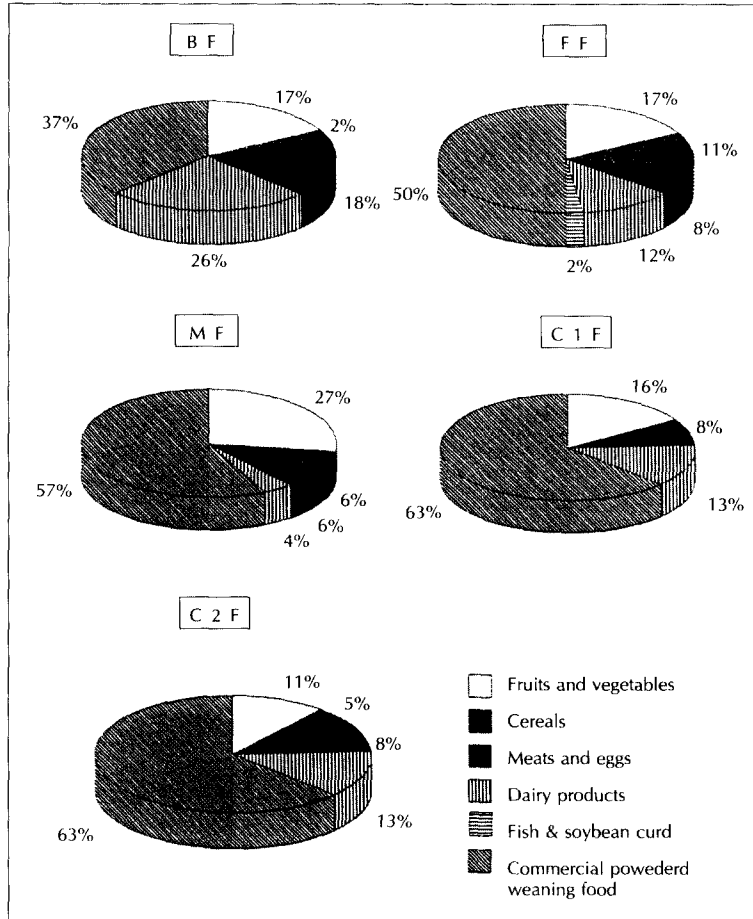 B F
17%
2%
18%
26%
37%
F F
17%
11%
8%
12%
2%
50%
M F
27%
6%
6%
4%
57%
C 1 F
16%
8%
13%
63%
C 2 F
11%
5%
8%
13%
63%
Fruits and vegetables
Cereals
Meats and eggs
Dairy products
Fish & soybean curd
Commercial powederd
weaning food